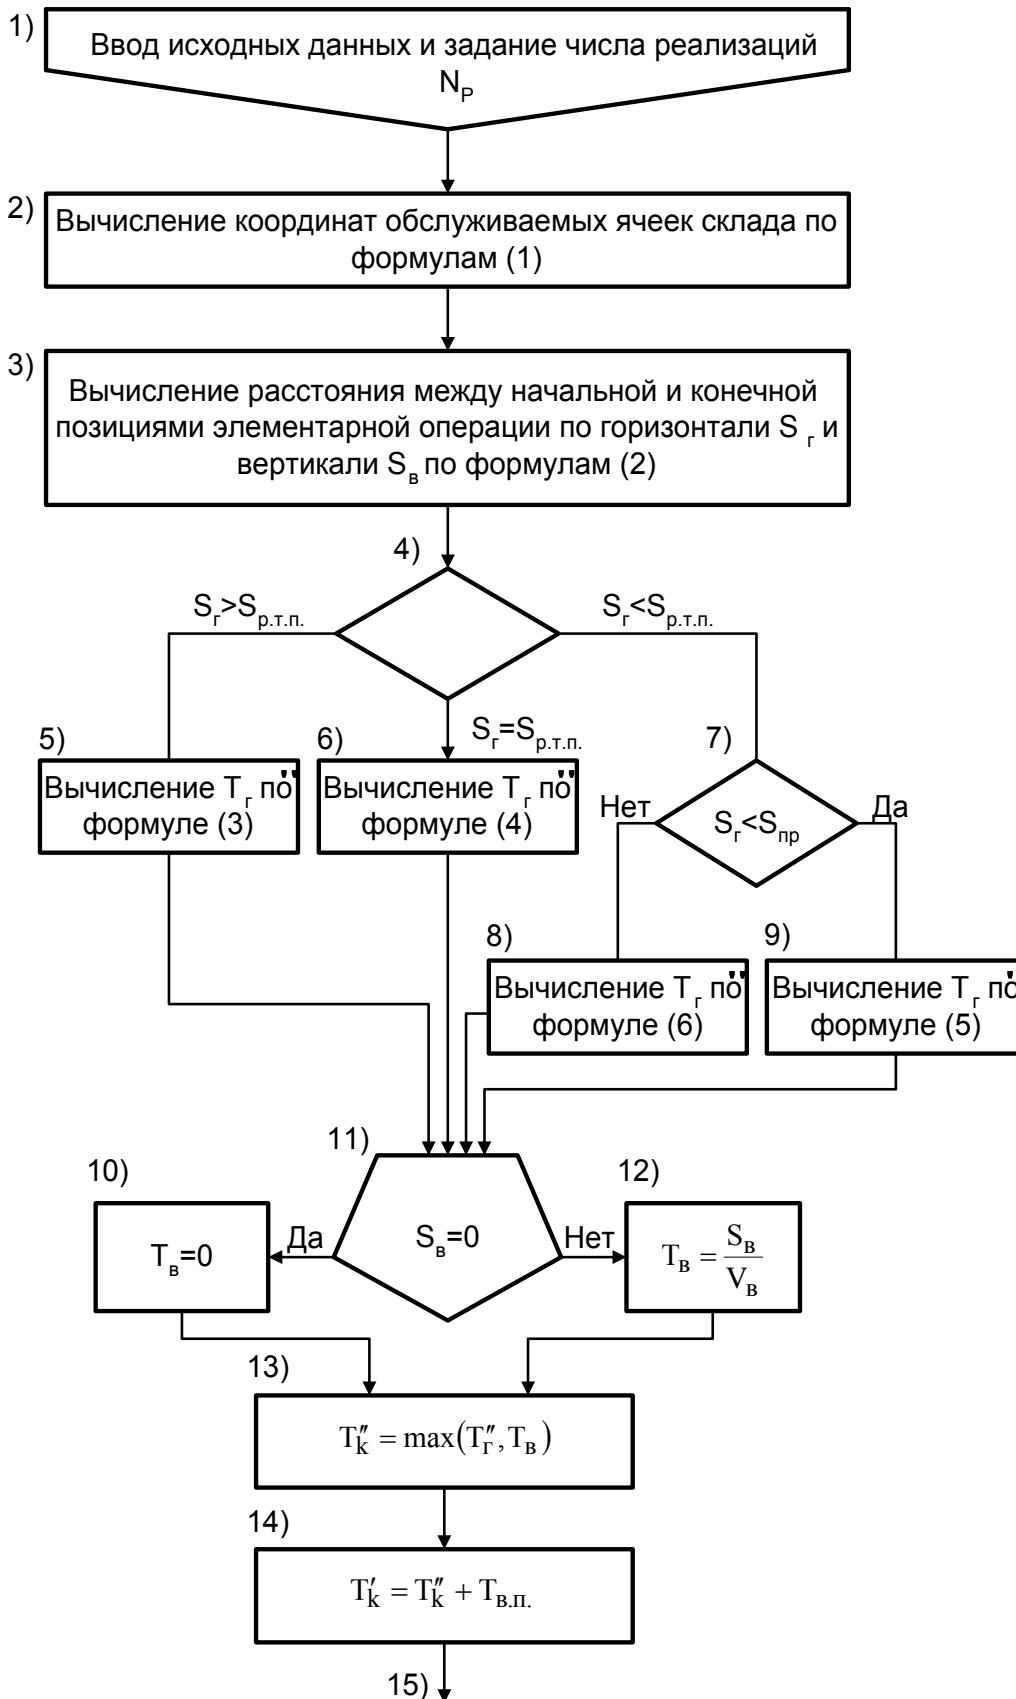 1)
Ввод исходных данных и задание числа реализаций
N_P
2)
Вычисление координат обслуживаемых ячеек склада по
формулам (1)
3)
Вычисление расстояния между начальной и конечной
позициями элементарной операции по горизонтали S_г и
вертикали S_в по формулам (2)
4)
S_г>S_р.т.п.
S_г<S_р.т.п.
S_г=S_р.т.п.
5)
Вычисление T_г'' по
формуле (3)
6)
Вычисление T_г'' по
формуле (4)
7)
Нет
S_г<S_пр
Да
8)
Вычисление T_г'' по
формуле (6)
9)
Вычисление T_г'' по
формуле (5)
11)
10)
12)
T_в=0
Да
S_в=0
Нет
T_в = S_в / V_в
13)
T_k″ = max(T_г″, T_в)
14)
T_k′ = T_k″ + T_в.п.
15)